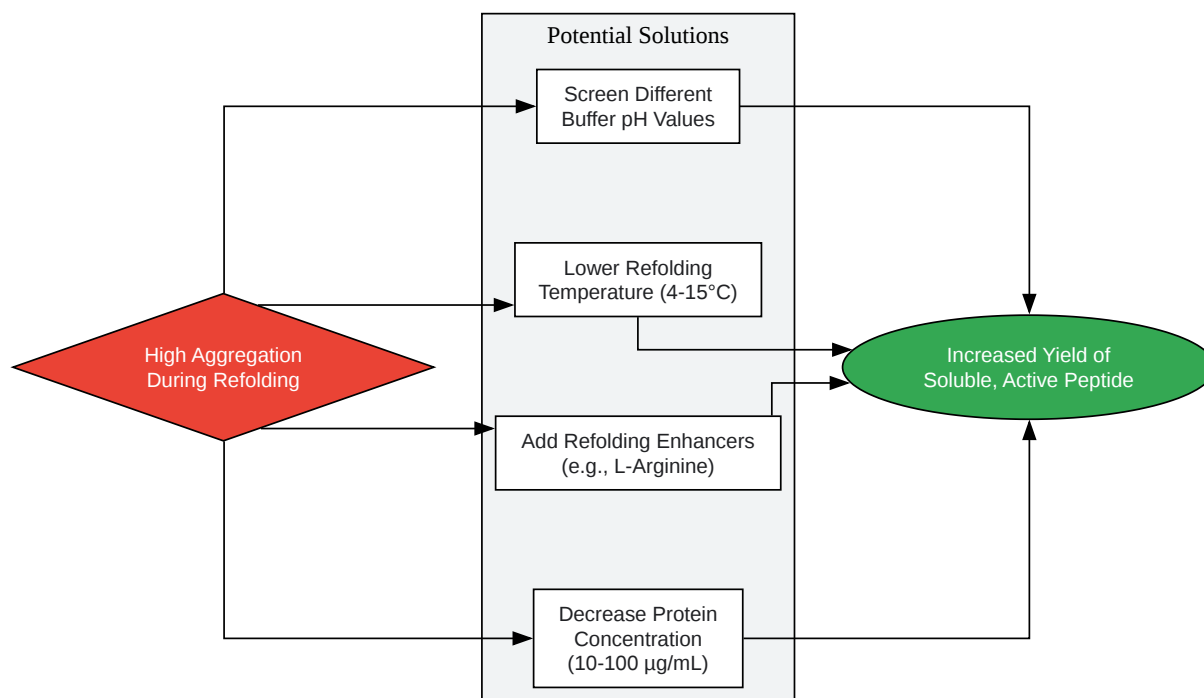 Potential Solutions
Screen Different
Buffer pH Values
Lower Refolding
Temperature (4-15°C)
High Aggregation
During Refolding
Increased Yield of
Soluble, Active Peptide
Add Refolding Enhancers
(e.g., L-Arginine)
Decrease Protein
Concentration
(10-100 µg/mL)